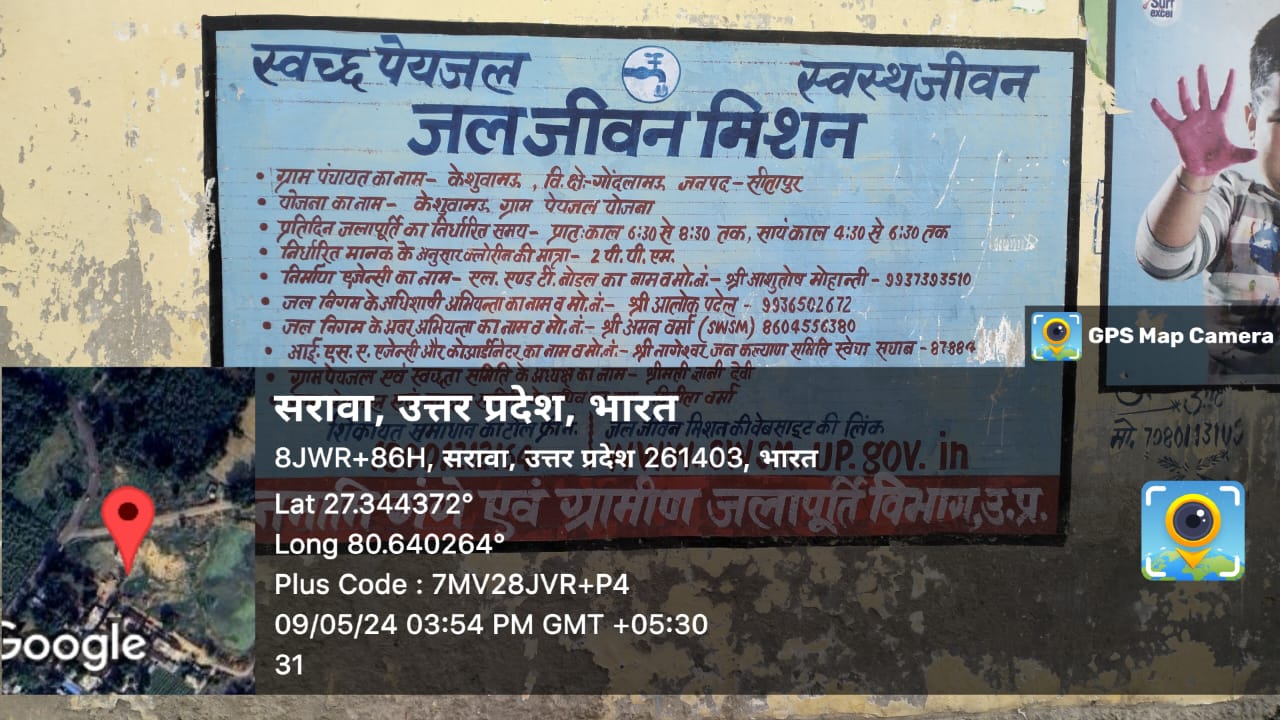 स्वच्छ पेयजल
स्वस्थ जीवन
जल जीवन मिशन
• ग्राम पंचायत का नाम- केशुवामऊ , वि.क्षे.-गोंदलामऊ जनपद-सीतापुर
• योजना का नाम- केशुवामऊ ग्राम पेयजल योजना
• प्रतिदिन जलापूर्ति का निर्धारित समय- प्रातःकाल 6:30 से 8:30 तक, सायं काल 4:30 से 6:30 तक
• निर्धारित मानक के अनुसार क्लोरीन की मात्रा- 2 पी.पी.एम.
• निर्माण एजेन्सी का नाम- एल. एण्ड टी. नोडल का नाम व मो.नं.- श्री आशुतोष मोहान्ती - 9937393510
• जल निगम के अधिशाषी अभियन्ता का नाम व मो.नं.- श्री आलोक पटेल - 9936502672
• जल निगम के अवर अभियन्ता का नाम व मो.नं.- श्री अमन वर्मा (SWSM) 8604556380
• आई. एस. ए. एजेन्सी और कोआर्डीनेटर का नाम व मो.नं.- श्री नागेश्वर जन कल्याण समिति स्वेच्छा सचान - 87884
• ग्राम पेयजल एवं स्वच्छता समिति के अध्यक्ष का नाम- श्रीमती ज्ञानी देवी
वर्मा
शिकायत समाधान का टोल फ्री नं. जल जीवन मिशन की वेबसाइट की लिंक
UP.gov.in
एवं ग्रामीण जलापूर्ति विभाग, उ.प्र.
Surf
excel
मो. 7080113103
GPS Map Camera
सरावा, उत्तर प्रदेश, भारत
8JWR+86H, सरावा, उत्तर प्रदेश 261403, भारत
Lat 27.344372°
Long 80.640264°
Plus Code : 7MV28JVR+P4
09/05/24 03:54 PM GMT +05:30
31
Google